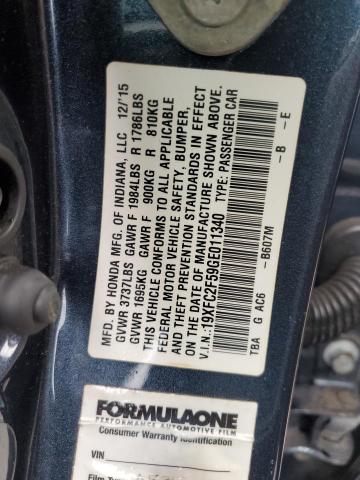 MFD. BY HONDA MFG. OF INDIANA, LLC 12/'15
GVWR 3737LBS GAWR F 1984LBS R 1786LBS
GVWR 1695KG GAWR F 900KG R 810KG
THIS VEHICLE CONFORMS TO ALL APPLICABLE
FEDERAL MOTOR VEHICLE SAFETY, BUMPER,
THEFT PREVENTION STANDARDS IN EFFECT
ON DATE OF MANUFACTURE SHOWN ABOVE.
V.I.N.:19XFC2F59GE011340 TYPE: PASSENGER CAR
TBA G AC6 -B607M -B -E
FORMULAONE
PERFORMANCE AUTOMOTIVE FILM
Consumer Warranty Identification
VIN
Film Type